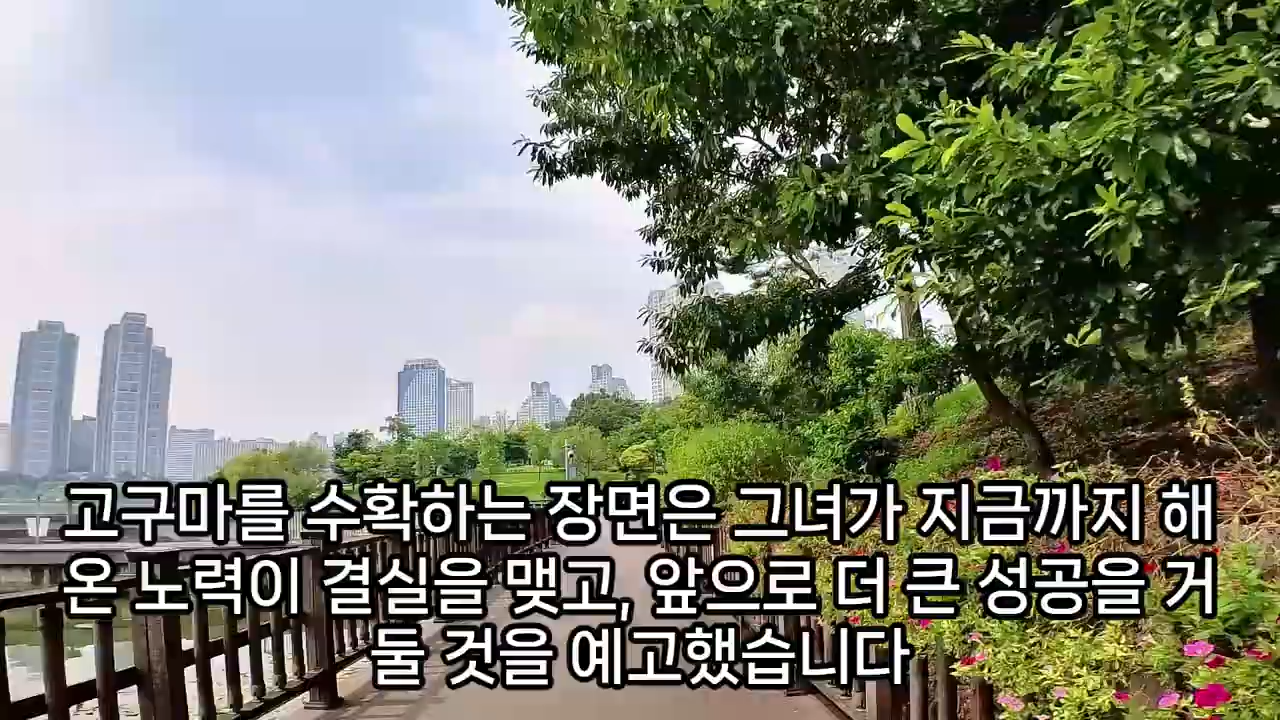 고구마를 수확하는 장면은 그녀가 지금까지 해
온 노력이 결실을 맺고, 앞으로 더 큰 성공을 거
둘 것을 예고했습니다